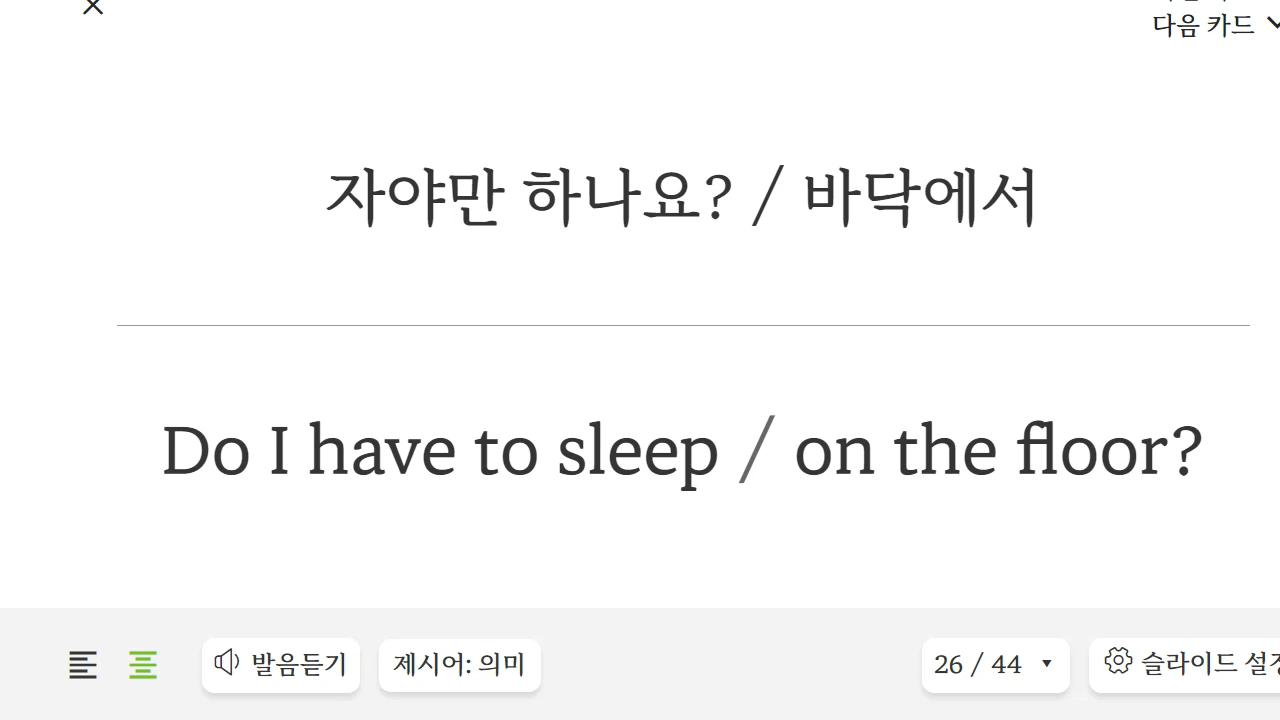 다음 카드
자야만 하나요? / 바닥에서
Do I have to sleep / on the floor?
발음듣기
제시어: 의미
26 / 44
슬라이드